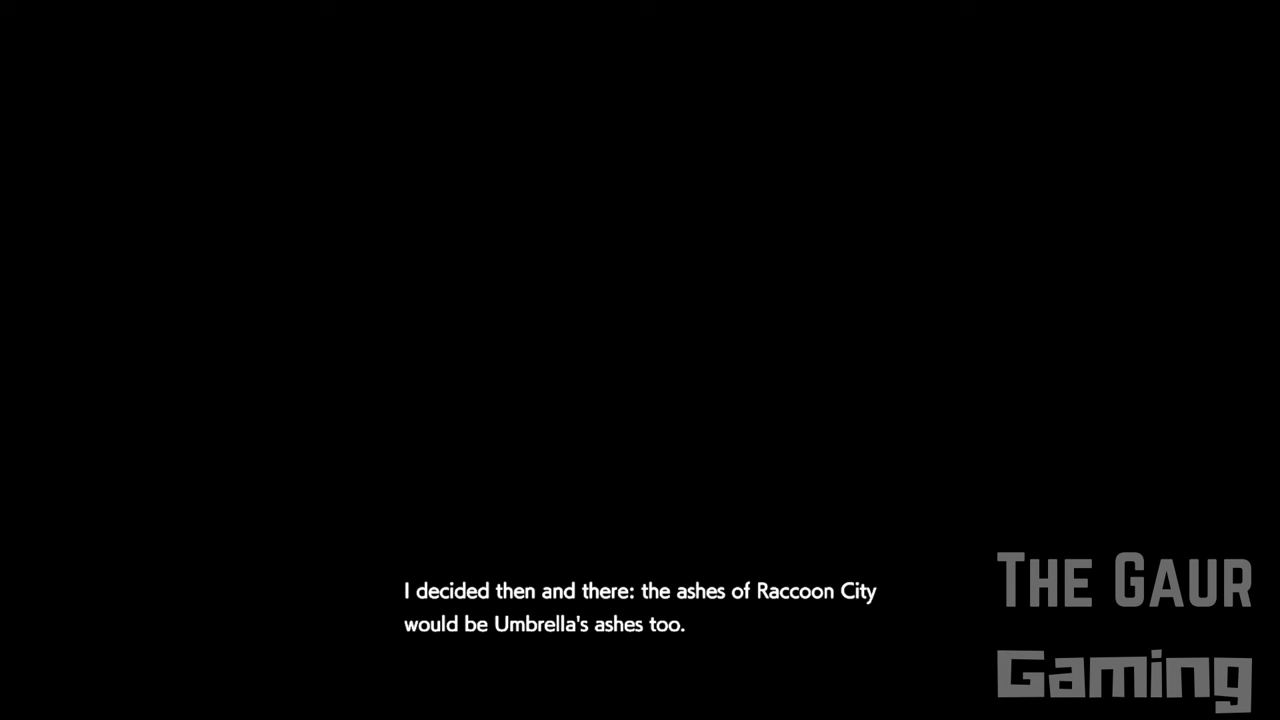 I decided then and there: the ashes of Raccoon City
would be Umbrella's ashes too.
THE GAUR
Gaming